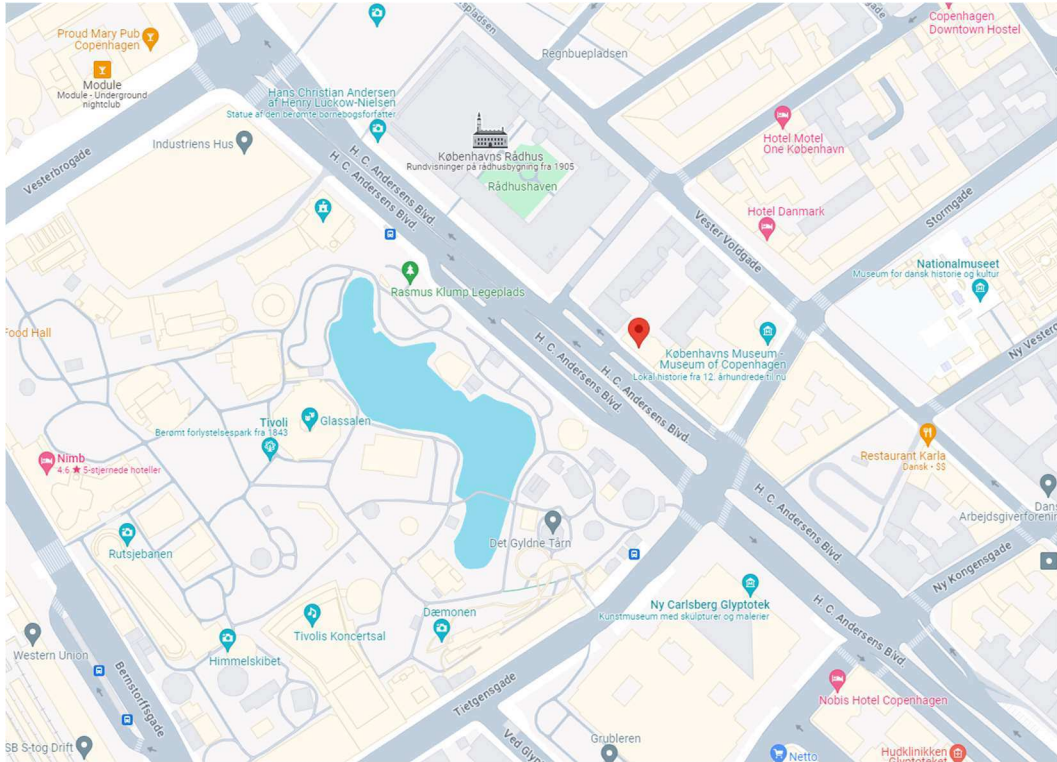 Proud Mary Pub
Copenhagen
Module
Module - Underground
nightclub
Industriens Hus
Vesterbrogade
Hans Christian Andersen
af Henry Luckow-Nielsen
Statue af den berømte børnebogsforfatter
Københavns Rådhus
Rundvisninger på rådhusbygning fra 1905
Rådhushaven
Regnbuepladsen
Copenhagen
Downtown Hostel
Hotel Motel
One København
Hotel Danmark
Vester Voldgade
Stormgade
Nationalmuseet
Museum for dansk historie og kultur
H. C. Andersens Blvd.
H. C. Andersens Blvd.
Rasmus Klump Legeplads
Food Hall
Københavns Museum -
Museum of Copenhagen
Lokal historie fra 12. århundrede til nu
H. C. Andersens Blvd.
H. C. Andersens Blvd.
Tivoli
Berømt forlystelsespark fra 1843
Glassalen
Nimb
4,6 ★ 5-stjernede hoteller
Restaurant Karla
Dansk • $$
Rutsjebanen
Det Gyldne Tårn
H. C. Andersens Blvd.
Ny Kongensgade
Ny Carlsberg Glyptotek
Kunstmuseum med skulpturer og malerier
H. C. Andersens Blvd.
Dæmonen
Tivolis Koncertsal
Himmelskibet
Western Union
Bernstorffsgade
Tietgensgade
Nobis Hotel Copenhagen
SB S-tog Drift
Grubleren
Netto
Hudklinikken